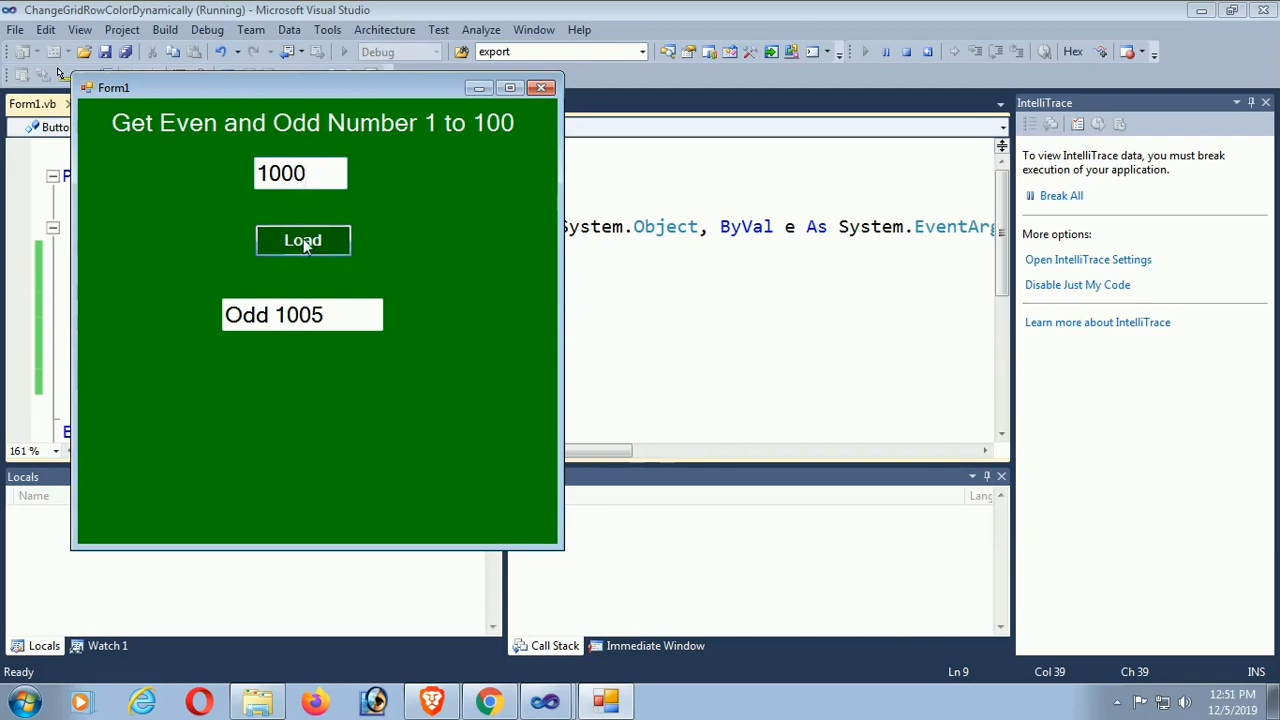 ChangeGridRowColorDynamically (Running) - Microsoft Visual Studio
File Edit View Project Build Debug Team Data Tools Architecture Test Analyze Window Help
Debug export Hex
Form1
Form1.vb
IntelliTrace
Get Even and Odd Number 1 to 100
Button
To view IntelliTrace data, you must break
execution of your application.
1000
Break All
System.Object, ByVal e As System.EventArg
More options:
Load
Open IntelliTrace Settings
Disable Just My Code
Odd 1005
Learn more about IntelliTrace
161 %
Locals
Name Lang
Locals Watch 1 Call Stack Immediate Window
Ready Ln 9 Col 39 Ch 39 INS
12:51 PM
12/5/2019